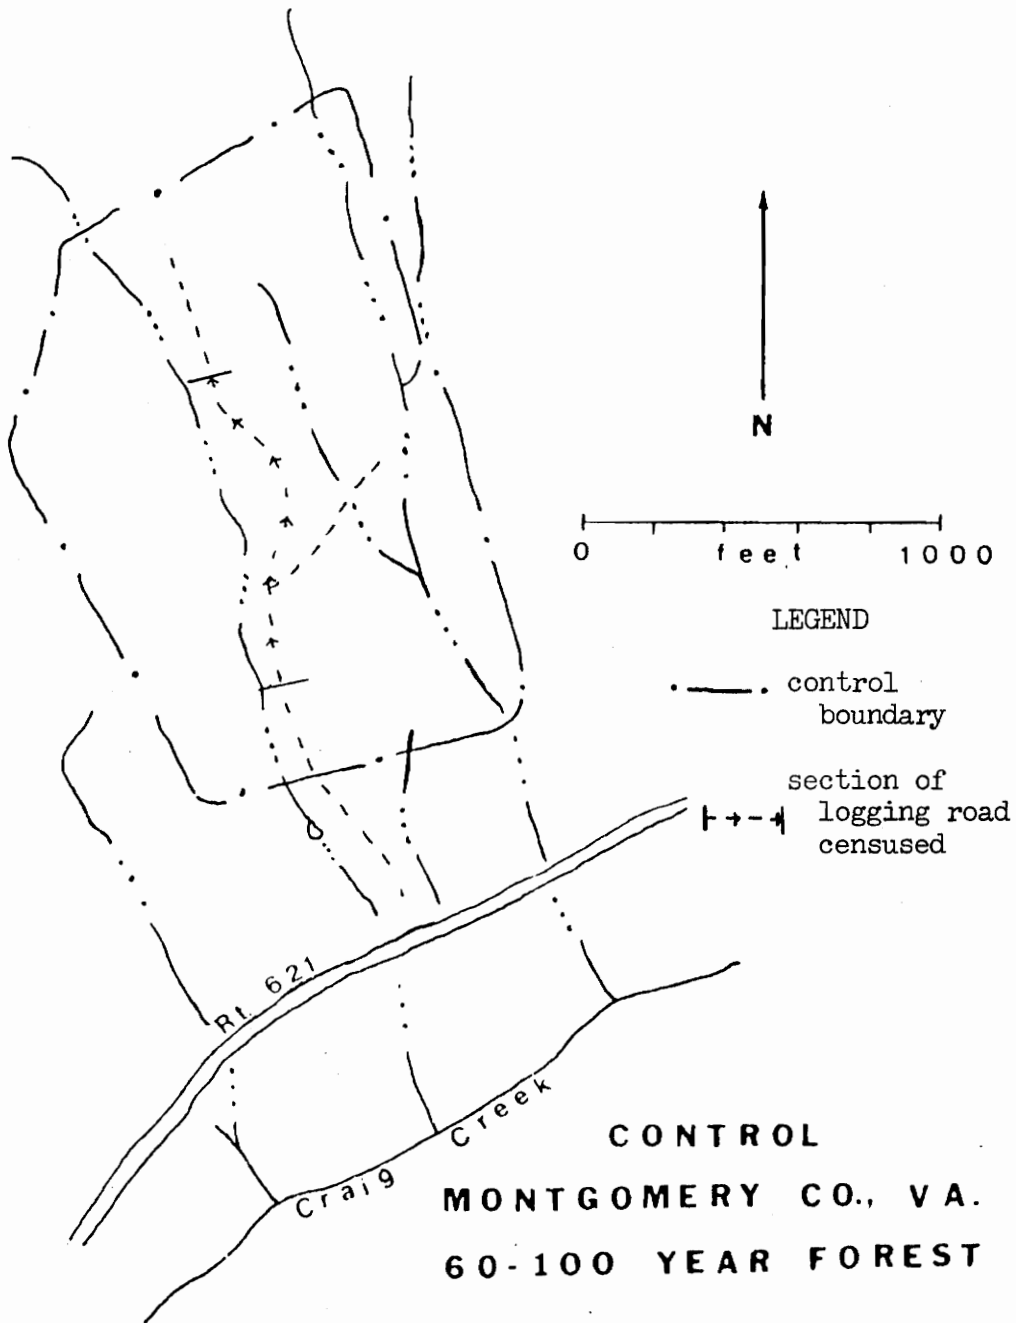 N
0 feet 1000
LEGEND
control
boundary
section of
logging road
censused
Rt. 621
Craig Creek
CONTROL
MONTGOMERY CO., VA.
60-100 YEAR FOREST